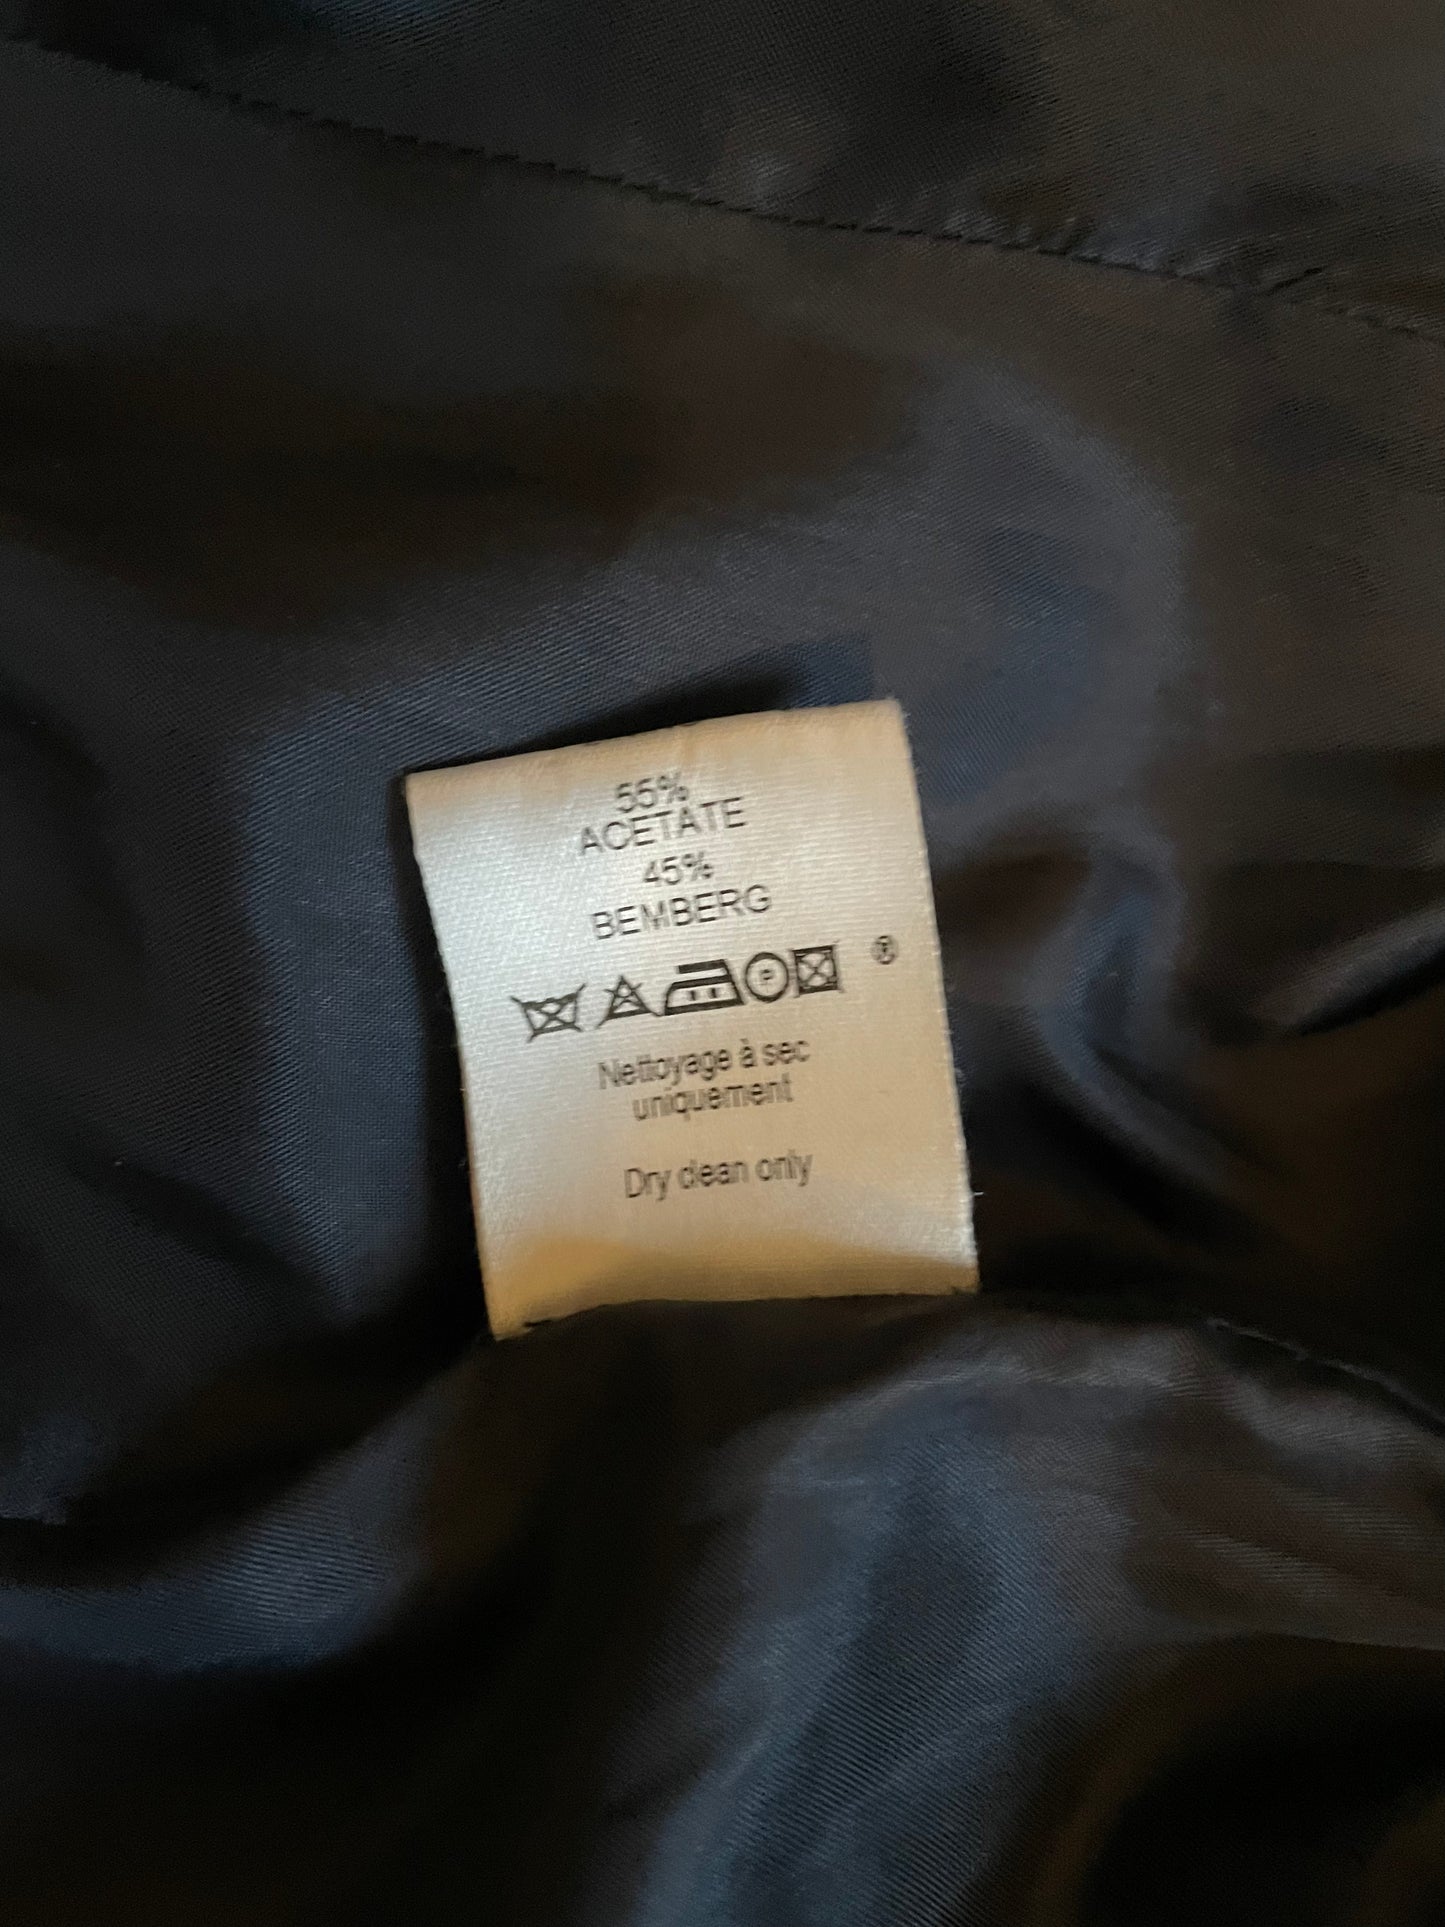 55%
ACETATE
45%
BEMBERG
P ®
Nettoyage à sec
uniquement
Dry clean only